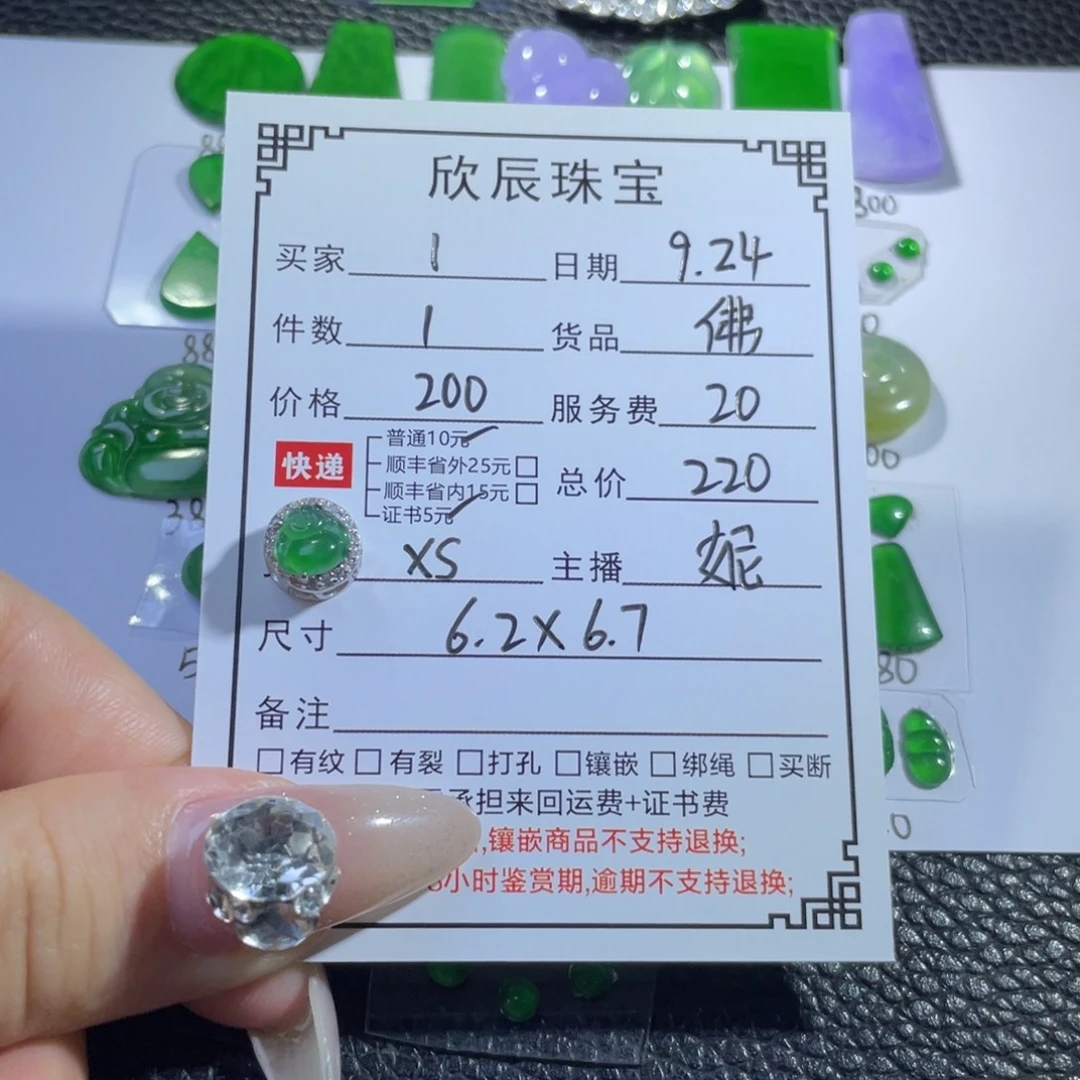 欣辰珠宝
买家 1 日期 9.24
件数 1 货品 佛
价格 200 服务费 20
快递 普通10元✓
顺丰省外25元□
顺丰省内15元□
证书5元✓
总价 220
XS 主播 妮
尺寸 6.2X6.7
备注
□有纹 □有裂 □打孔 □镶嵌 □绑绳 □买断
承担来回运费+证书费
,镶嵌商品不支持退换;
小时鉴赏期,逾期不支持退换;